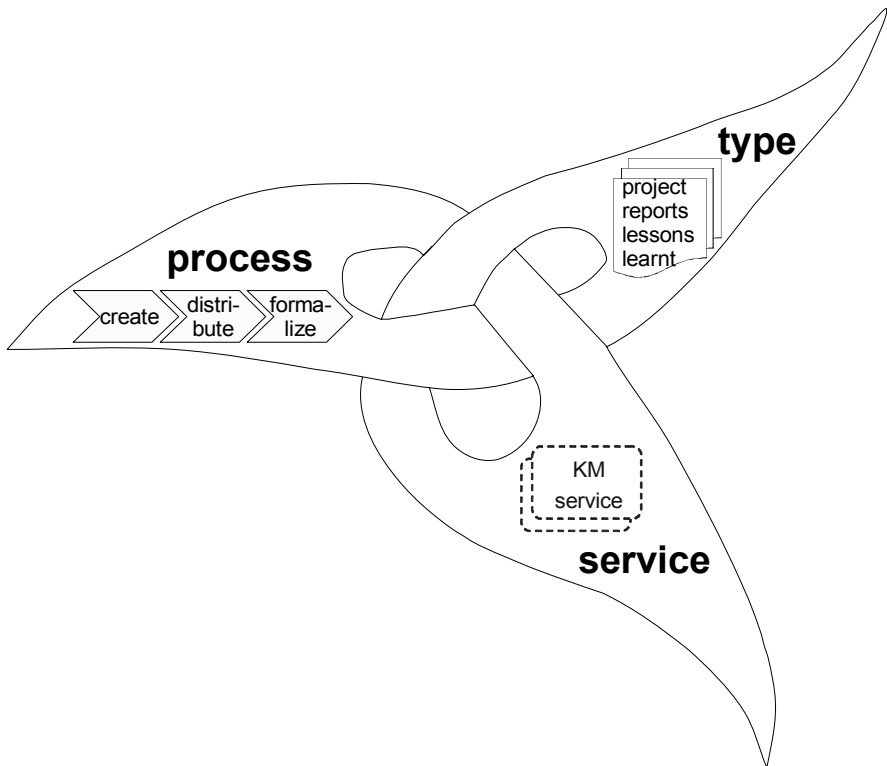 type
project
reports
lessons
learnt
process
create
distri-
bute
forma-
lize
KM
service
service